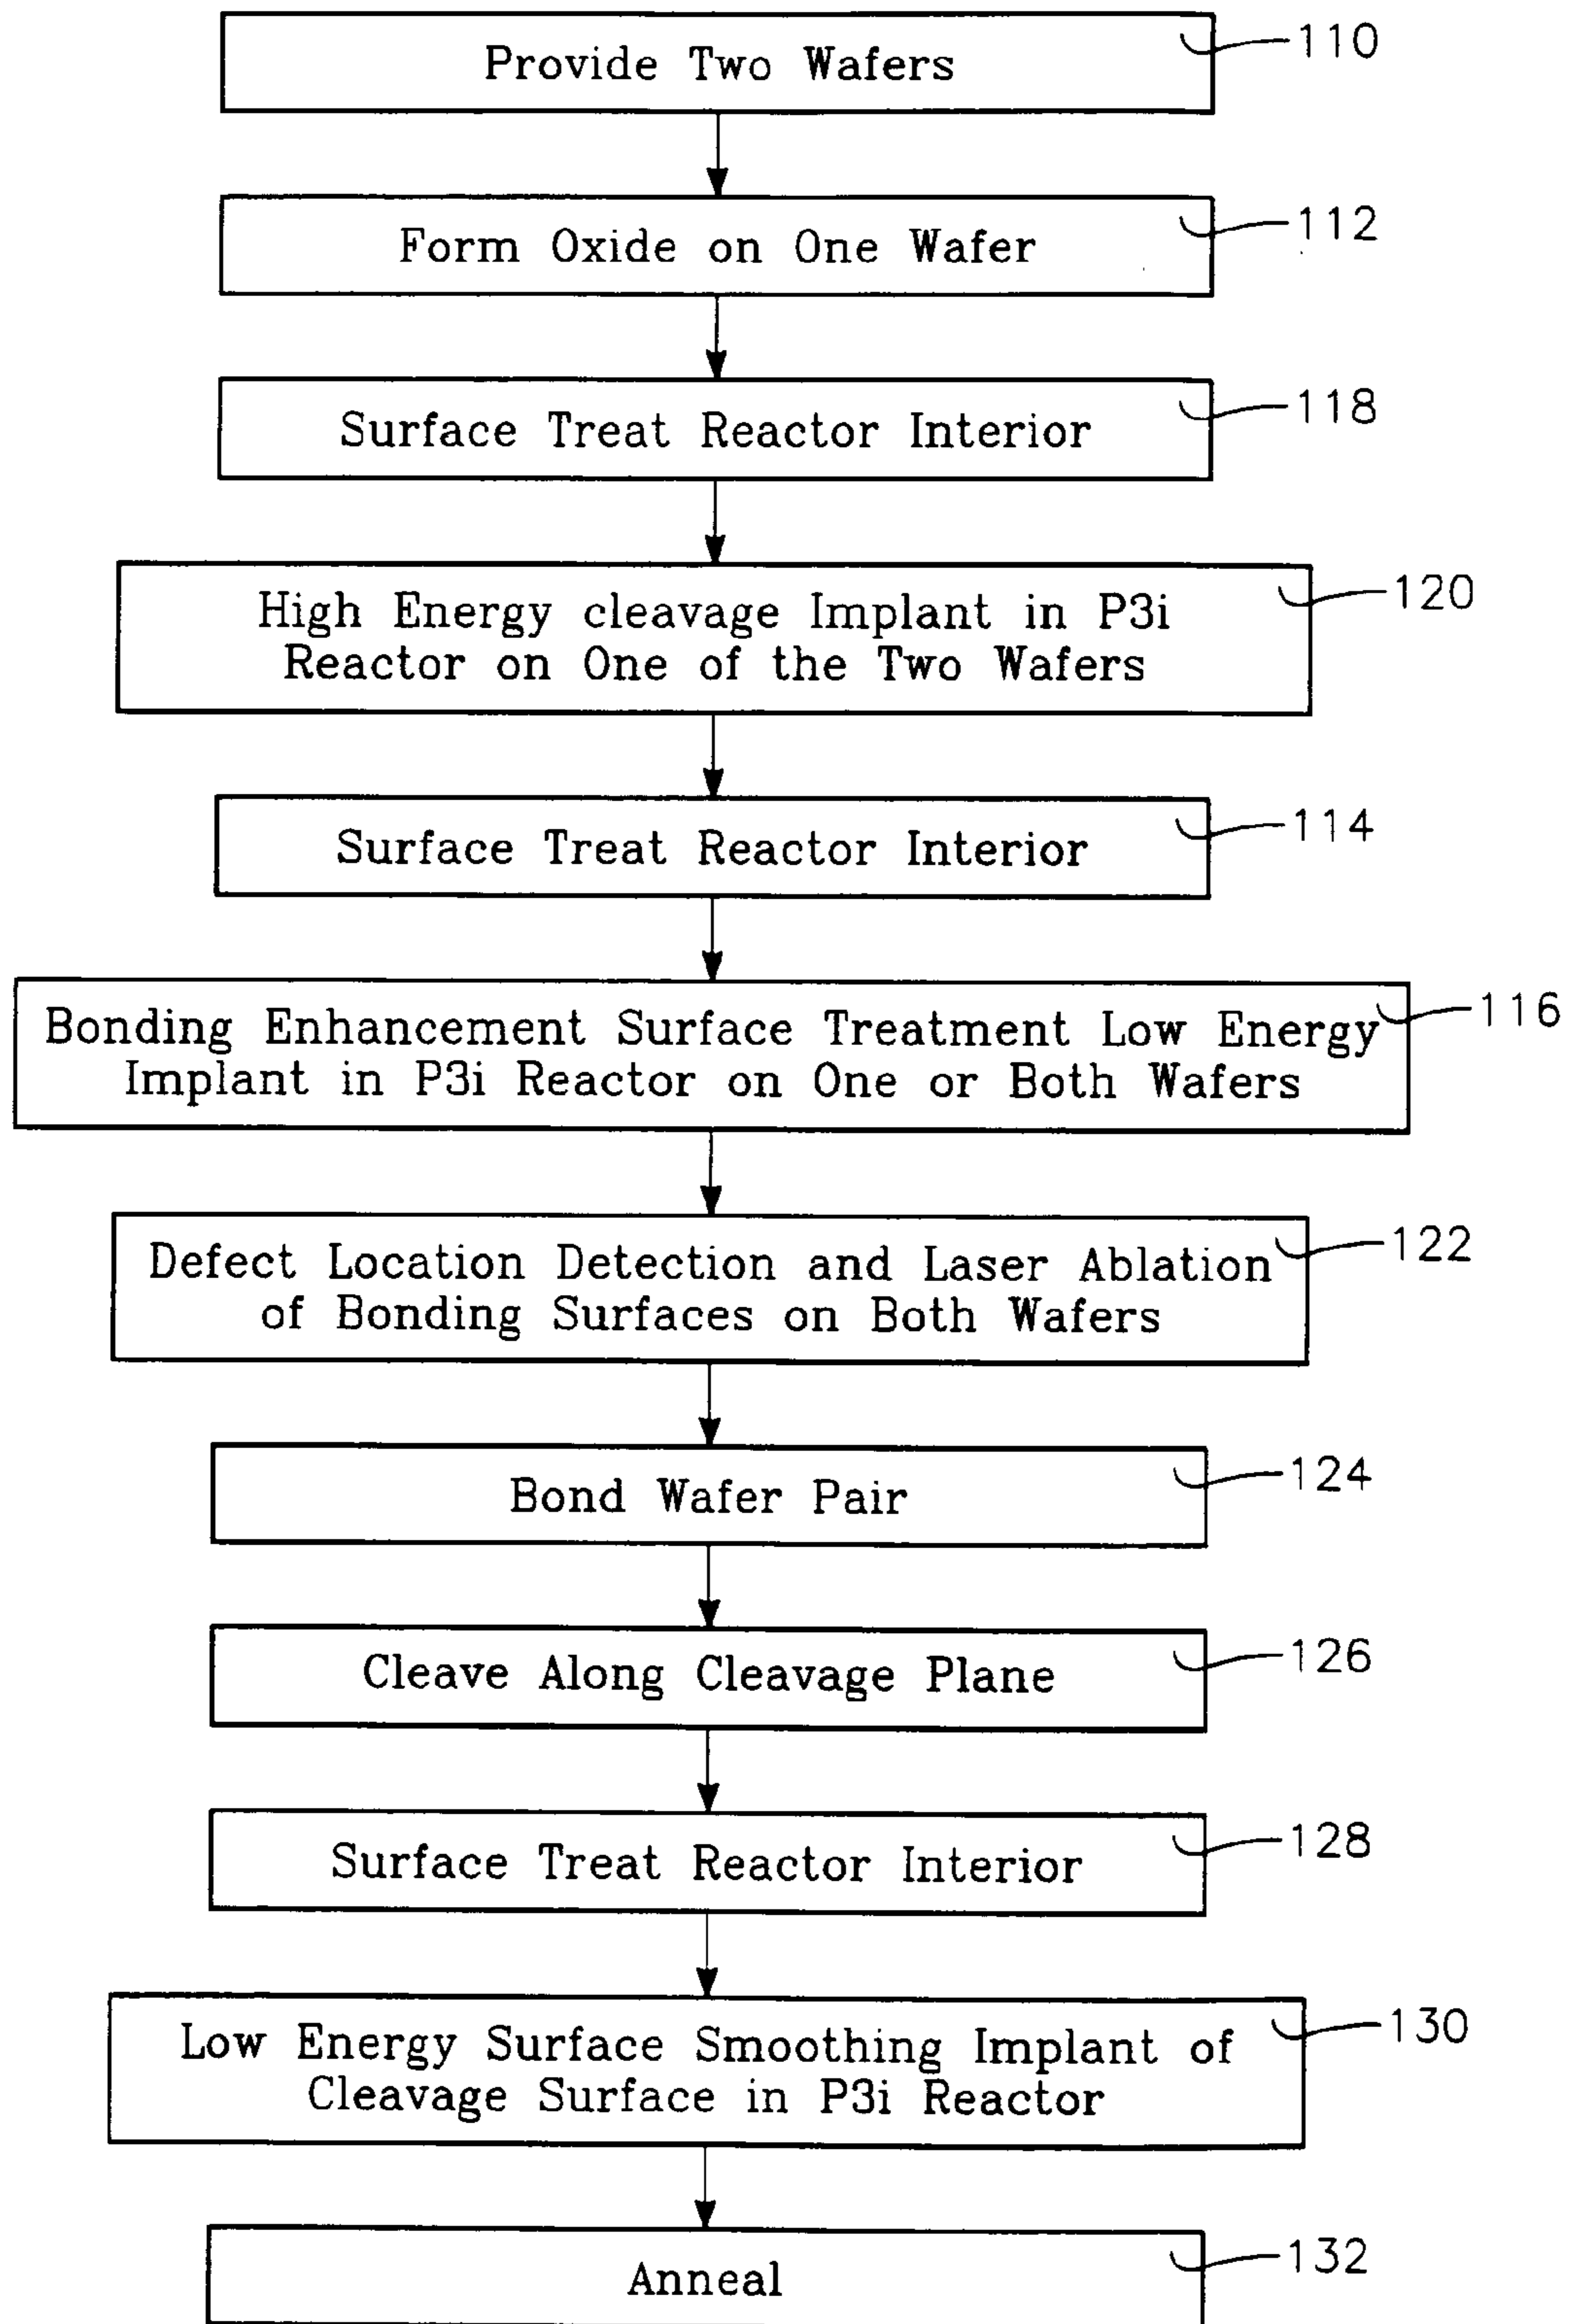 Provide Two Wafers
110
Form Oxide on One Wafer
112
Surface Treat Reactor Interior
118
High Energy cleavage Implant in P3i
Reactor on One of the Two Wafers
120
Surface Treat Reactor Interior
114
Bonding Enhancement Surface Treatment Low Energy
Implant in P3i Reactor on One or Both Wafers
116
Defect Location Detection and Laser Ablation
of Bonding Surfaces on Both Wafers
122
Bond Wafer Pair
124
Cleave Along Cleavage Plane
126
Surface Treat Reactor Interior
128
Low Energy Surface Smoothing Implant of
Cleavage Surface in P3i Reactor
130
Anneal
132